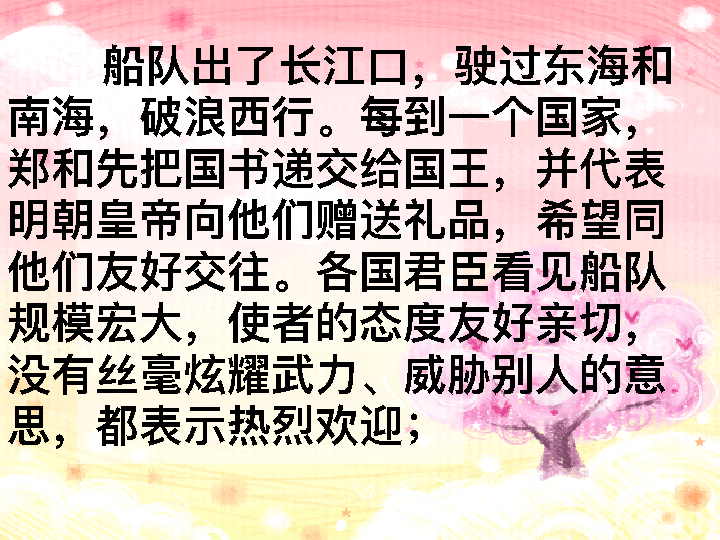 船队出了长江口，驶过东海和
南海，破浪西行。每到一个国家，
郑和先把国书递交给国王，并代表
明朝皇帝向他们赠送礼品，希望同
他们友好交往。各国君臣看见船队
规模宏大，使者的态度友好亲切，
没有丝毫炫耀武力、威胁别人的意
思，都表示热烈欢迎；